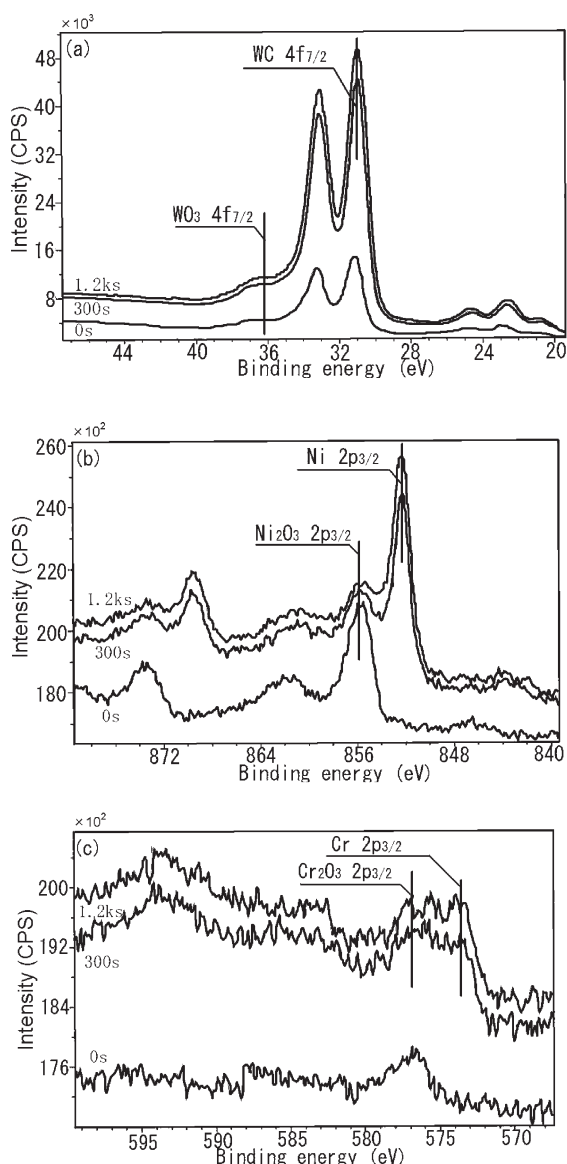 ×10³
(a)
48
WC 4f7/2
40
32
24
WO₃ 4f7/2
16
1.2ks
8
300s
0s
44 40 36 32 31 28 24 20 19
Binding energy (eV)
Intensity (CPS)
×10²
260
(b)
Ni 2p3/2
240
Ni₂O₃ 2p3/2
220
1.2ks
200
300s
180
0s
872 864 856 848 840
Binding energy (eV)
Intensity (CPS)
×10²
(c)
Cr 2p3/2
Cr₂O₃ 2p3/2
200
1.2ks
192
300s
184
0s
176
595 590 585 580 575 570
Binding energy (eV)
Intensity (CPS)